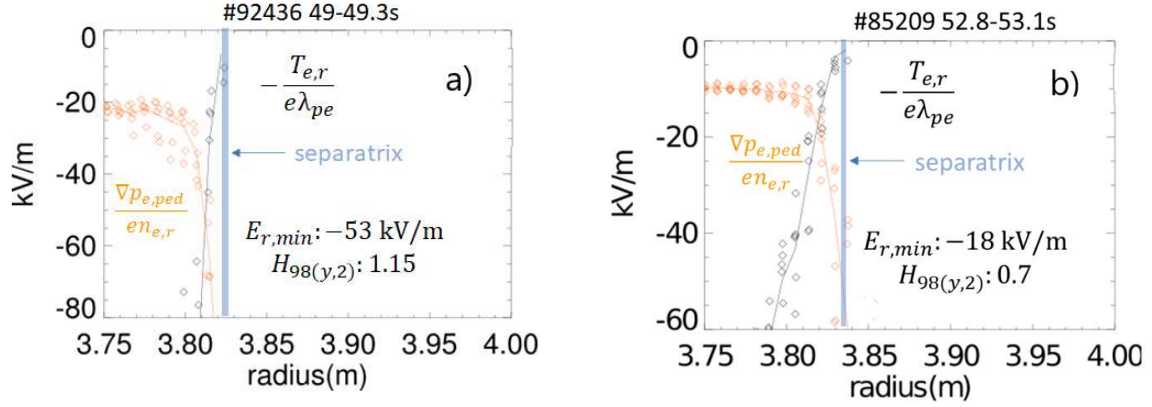 #92436 49-49.3s
0
-20
-40
-60
-80
kV/m
a)
− T_{e,r} / eλ_{pe}
separatrix
∇p_{e,ped} / en_{e,r}
E_{r,min}: −53 kV/m
H_{98(y,2)}: 1.15
3.75 3.80 3.85 3.90 3.95 4.00
radius(m)
#85209 52.8-53.1s
0
-20
-40
-60
kV/m
b)
− T_{e,r} / eλ_{pe}
separatrix
∇p_{e,ped} / en_{e,r}
E_{r,min}: −18 kV/m
H_{98(y,2)}: 0.7
3.75 3.80 3.85 3.90 3.95 4.00
radius(m)